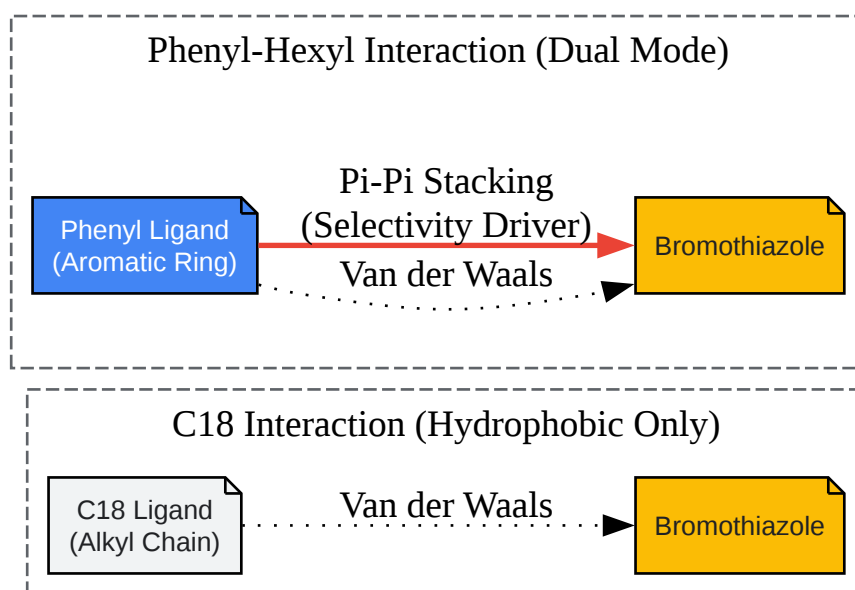 Phenyl-Hexyl Interaction (Dual Mode)
Pi-Pi Stacking
(Selectivity Driver)
Phenyl Ligand
(Aromatic Ring)
Bromothiazole
Van der Waals
C18 Interaction (Hydrophobic Only)
C18 Ligand
(Alkyl Chain)
Van der Waals
Bromothiazole